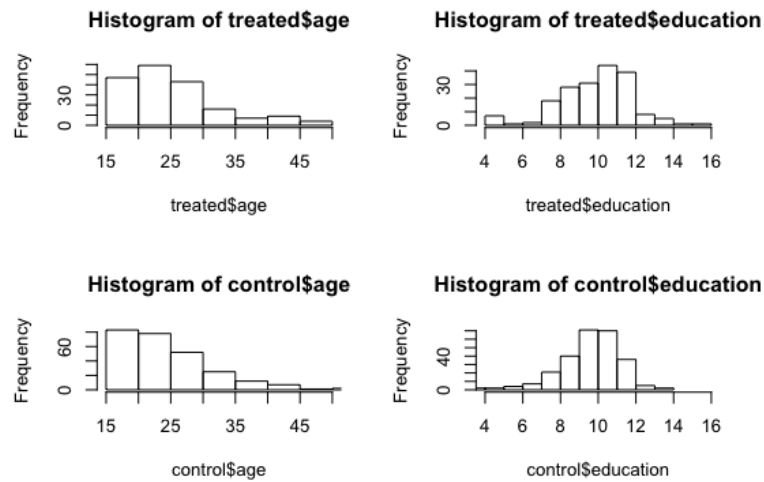 Histogram of treated$age
Frequency
0 30
15 25 35 45
treated$age
Histogram of treated$education
Frequency
0 30
4 6 8 10 12 14 16
treated$education
Histogram of control$age
Frequency
0 60
15 25 35 45
control$age
Histogram of control$education
Frequency
0 40
4 6 8 10 12 14 16
control$education